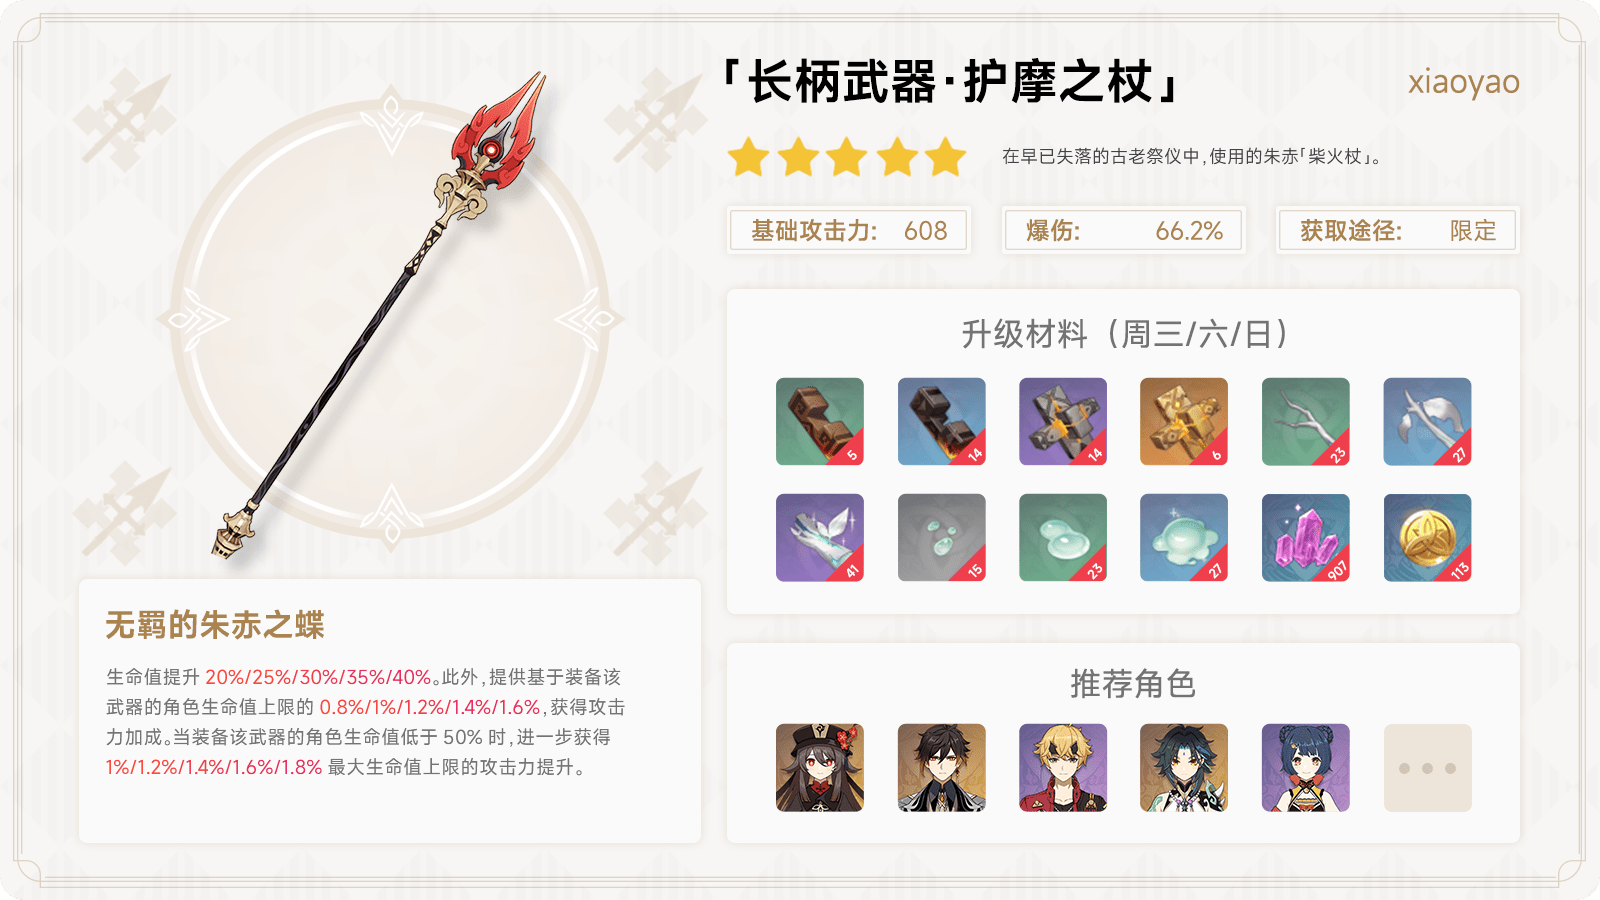 「长柄武器·护摩之杖」
xiaoyao
在早已失落的古老祭仪中,使用的朱赤「柴火杖」。
基础攻击力: 608
爆伤: 66.2%
获取途径: 限定
升级材料（周三/六/日）
5 14 14 6 23 27
41 15 23 27 907 113
无羁的朱赤之蝶
生命值提升 20%/25%/30%/35%/40%。此外,提供基于装备该
武器的角色生命值上限的 0.8%/1%/1.2%/1.4%/1.6%,获得攻击
力加成。当装备该武器的角色生命值低于 50% 时,进一步获得
1%/1.2%/1.4%/1.6%/1.8% 最大生命值上限的攻击力提升。
推荐角色